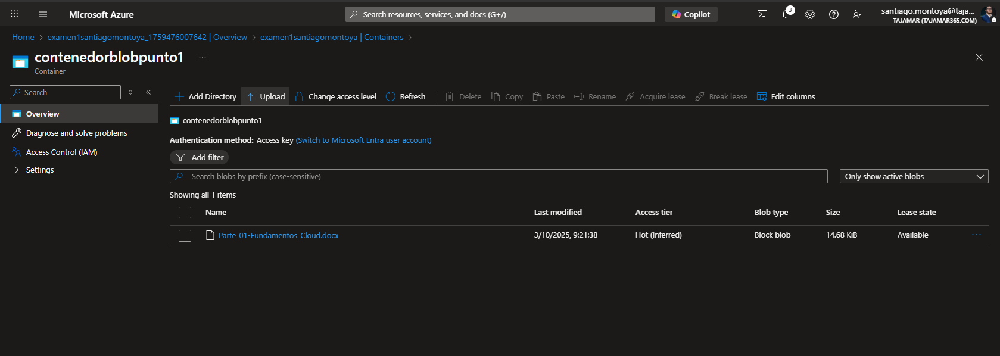 Microsoft Azure
Search resources, services, and docs (G+/)
Copilot
3
santiago.montoya@taja...
TAJAMAR (TAJAMAR365.COM)
Home > examen1santiagomontoya_1759476007642 | Overview > examen1santiagomontoya | Containers >
contenedorblobpunto1 ...
Container
Search
Overview
Diagnose and solve problems
Access Control (IAM)
Settings
Add Directory Upload Change access level Refresh Delete Copy Paste Rename Acquire lease Break lease Edit columns
contenedorblobpunto1
Authentication method: Access key (Switch to Microsoft Entra user account)
Add filter
Search blobs by prefix (case-sensitive)
Only show active blobs
Showing all 1 items
Name Last modified Access tier Blob type Size Lease state
Parte_01-Fundamentos_Cloud.docx 3/10/2025, 9:21:38 Hot (Inferred) Block blob 14.68 KiB Available ...